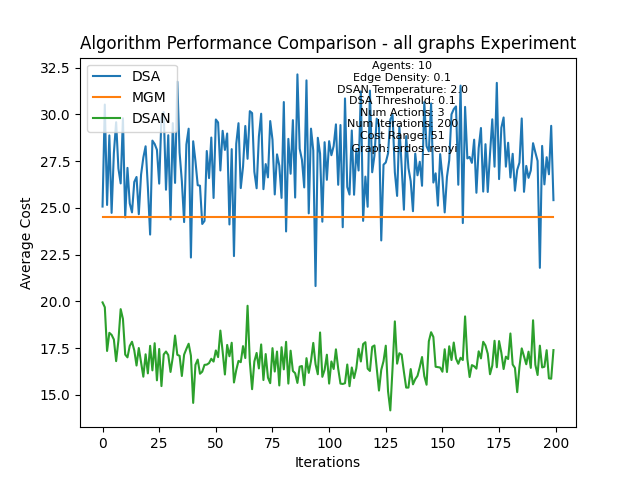 Algorithm Performance Comparison - all graphs Experiment
DSA
MGM
DSAN
Agents: 10
Edge Density: 0.1
DSAN Temperature: 2.0
DSA Threshold: 0.1
Num Actions: 3
Num Iterations: 200
Cost Range: 51
Graph: erdos_renyi
Average Cost
32.5
30.0
27.5
25.0
22.5
20.0
17.5
15.0
0 25 50 75 100 125 150 175 200
Iterations